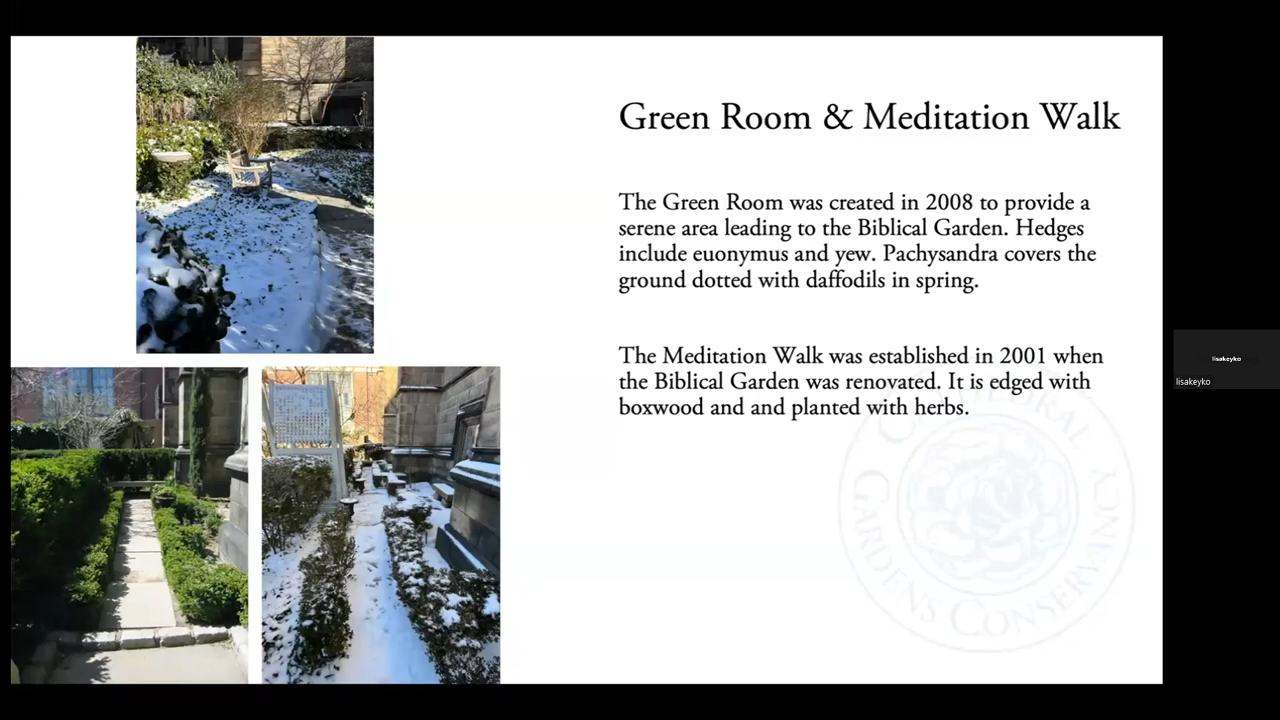 Green Room & Meditation Walk
The Green Room was created in 2008 to provide a
serene area leading to the Biblical Garden. Hedges
include euonymus and yew. Pachysandra covers the
ground dotted with daffodils in spring.
The Meditation Walk was established in 2001 when
the Biblical Garden was renovated. It is edged with
boxwood and and planted with herbs.
CATHEDRAL
GARDENS CONSERVANCY
lisakeyko
lisakeyko